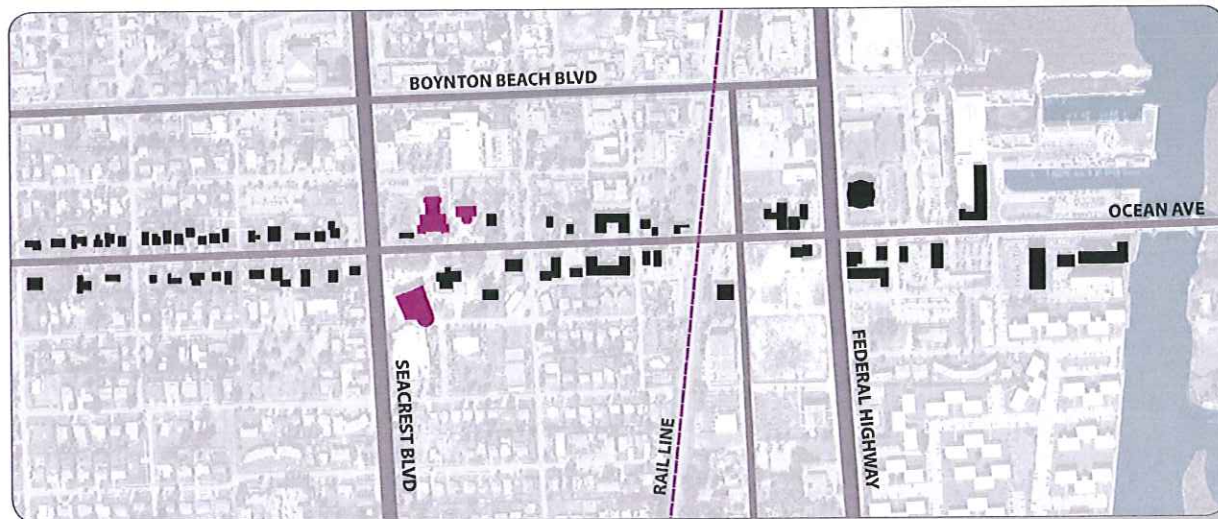 BOYNTON BEACH BLVD
OCEAN AVE
SEACREST BLVD
RAIL LINE
FEDERAL HIGHWAY